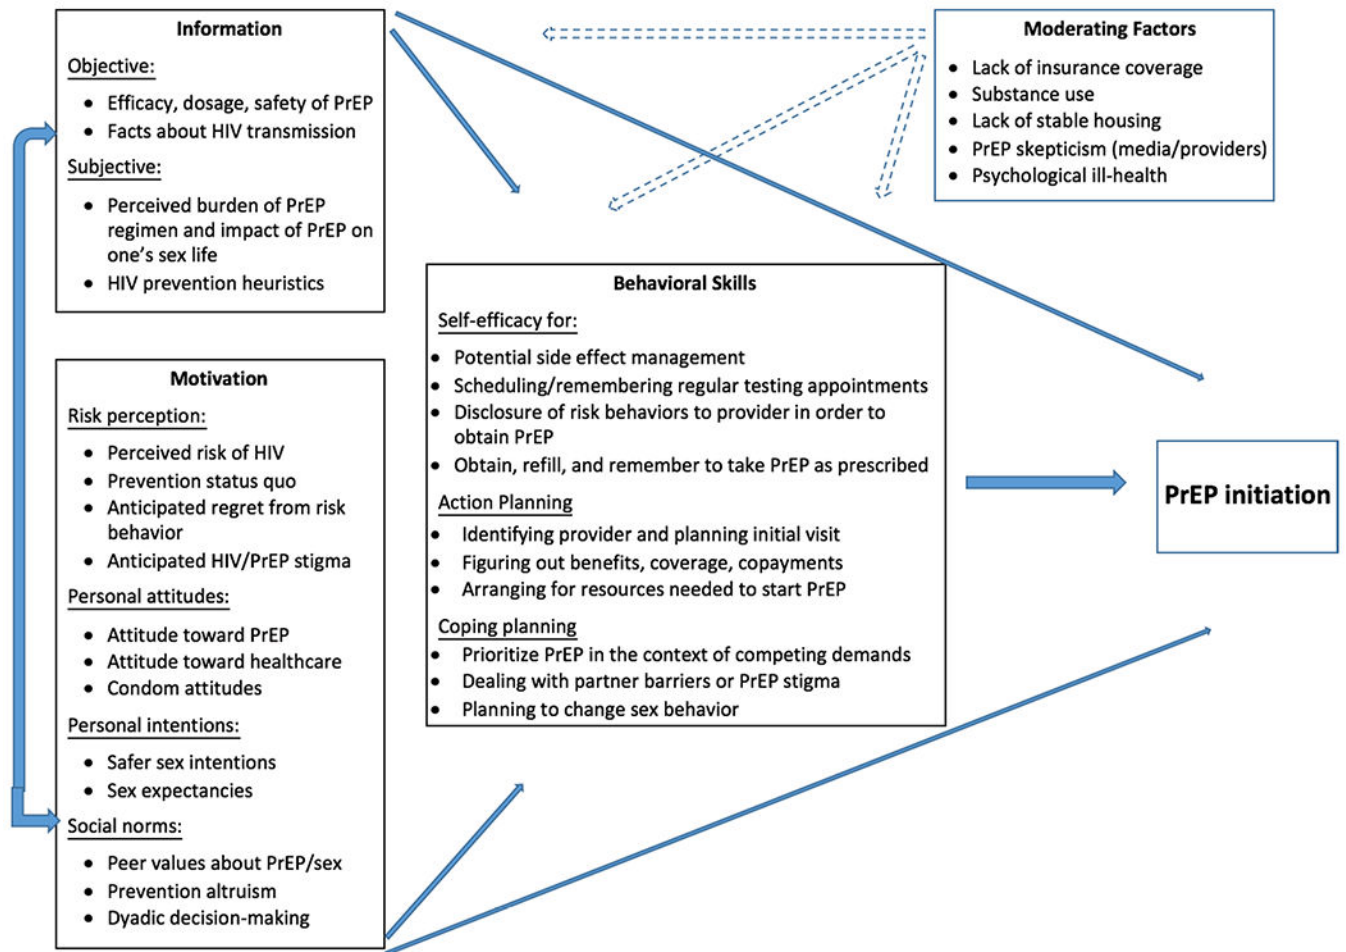 Information
Objective:
• Efficacy, dosage, safety of PrEP
• Facts about HIV transmission
Subjective:
• Perceived burden of PrEP
regimen and impact of PrEP on
one's sex life
• HIV prevention heuristics
Motivation
Risk perception:
• Perceived risk of HIV
• Prevention status quo
• Anticipated regret from risk
behavior
• Anticipated HIV/PrEP stigma
Personal attitudes:
• Attitude toward PrEP
• Attitude toward healthcare
• Condom attitudes
Personal intentions:
• Safer sex intentions
• Sex expectancies
Social norms:
• Peer values about PrEP/sex
• Prevention altruism
• Dyadic decision-making
Moderating Factors
• Lack of insurance coverage
• Substance use
• Lack of stable housing
• PrEP skepticism (media/providers)
• Psychological ill-health
Behavioral Skills
Self-efficacy for:
• Potential side effect management
• Scheduling/remembering regular testing appointments
• Disclosure of risk behaviors to provider in order to
obtain PrEP
• Obtain, refill, and remember to take PrEP as prescribed
Action Planning
• Identifying provider and planning initial visit
• Figuring out benefits, coverage, copayments
• Arranging for resources needed to start PrEP
Coping planning
• Prioritize PrEP in the context of competing demands
• Dealing with partner barriers or PrEP stigma
• Planning to change sex behavior
PrEP initiation